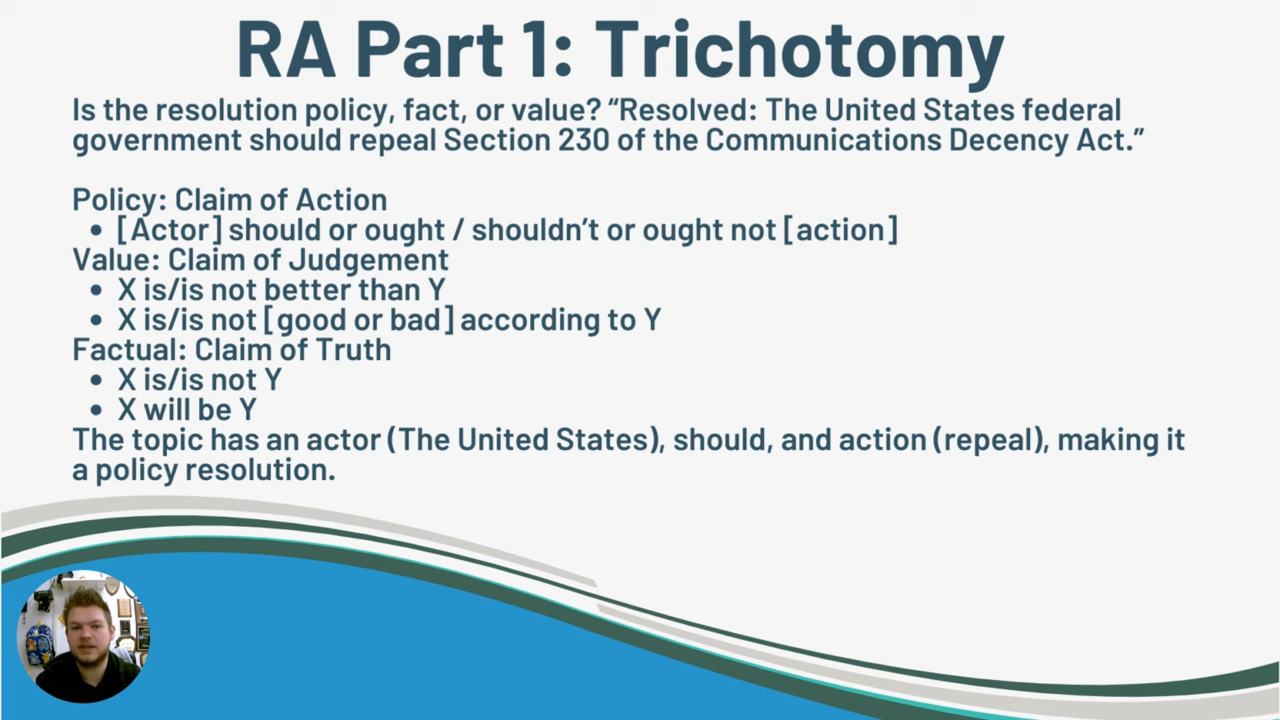 RA Part 1: Trichotomy
Is the resolution policy, fact, or value? “Resolved: The United States federal
government should repeal Section 230 of the Communications Decency Act.”
Policy: Claim of Action
• [Actor] should or ought / shouldn’t or ought not [action]
Value: Claim of Judgement
• X is/is not better than Y
• X is/is not [good or bad] according to Y
Factual: Claim of Truth
• X is/is not Y
• X will be Y
The topic has an actor (The United States), should, and action (repeal), making it
a policy resolution.